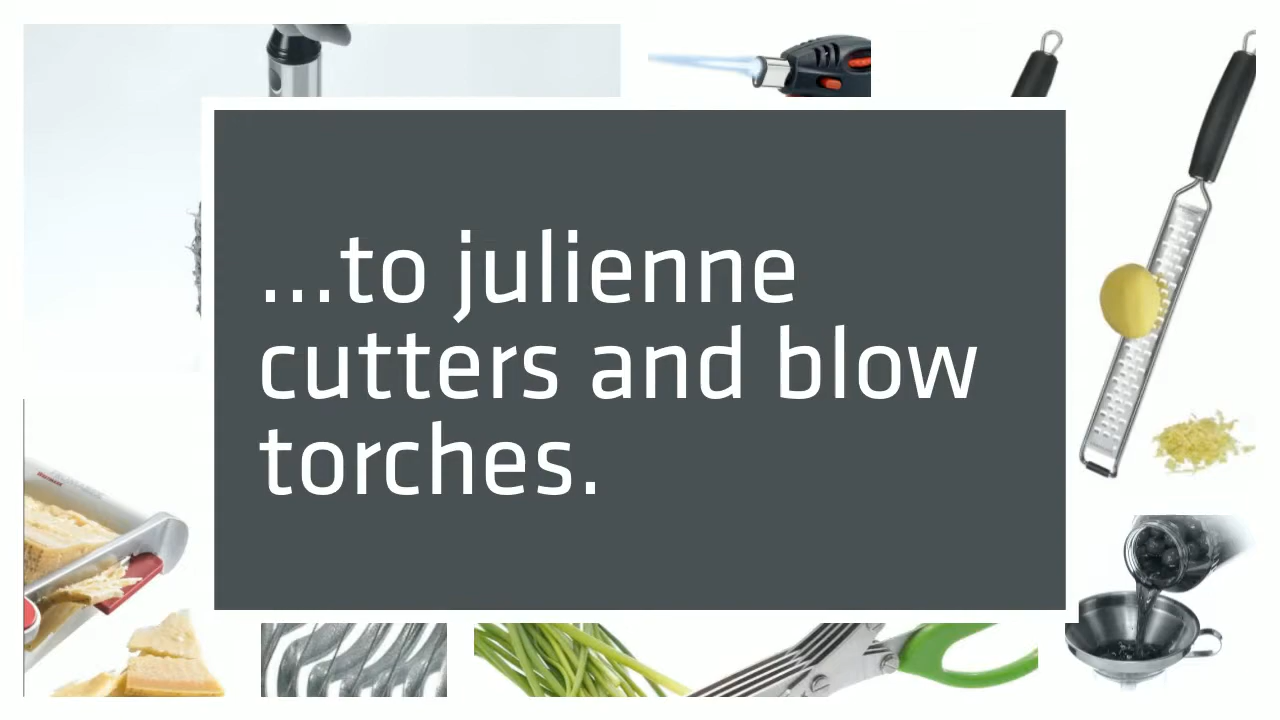 ...to julienne
cutters and blow
torches.